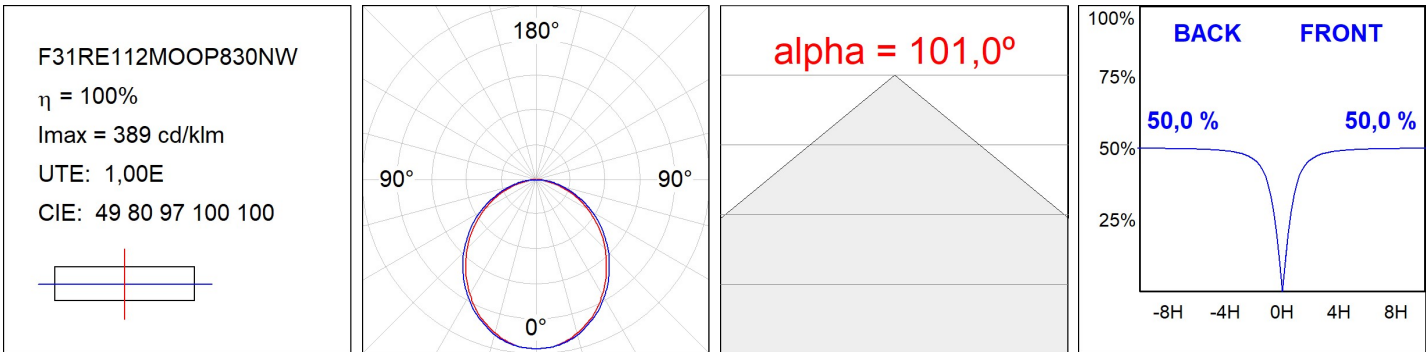 F31RE112MOOP830NW
η = 100%
Imax = 389 cd/klm
UTE: 1,00E
CIE: 49 80 97 100 100
180°
90° 90°
0°
alpha = 101,0º
100%
BACK FRONT
75%
50,0 % 50,0 %
50%
25%
-8H -4H 0H 4H 8H